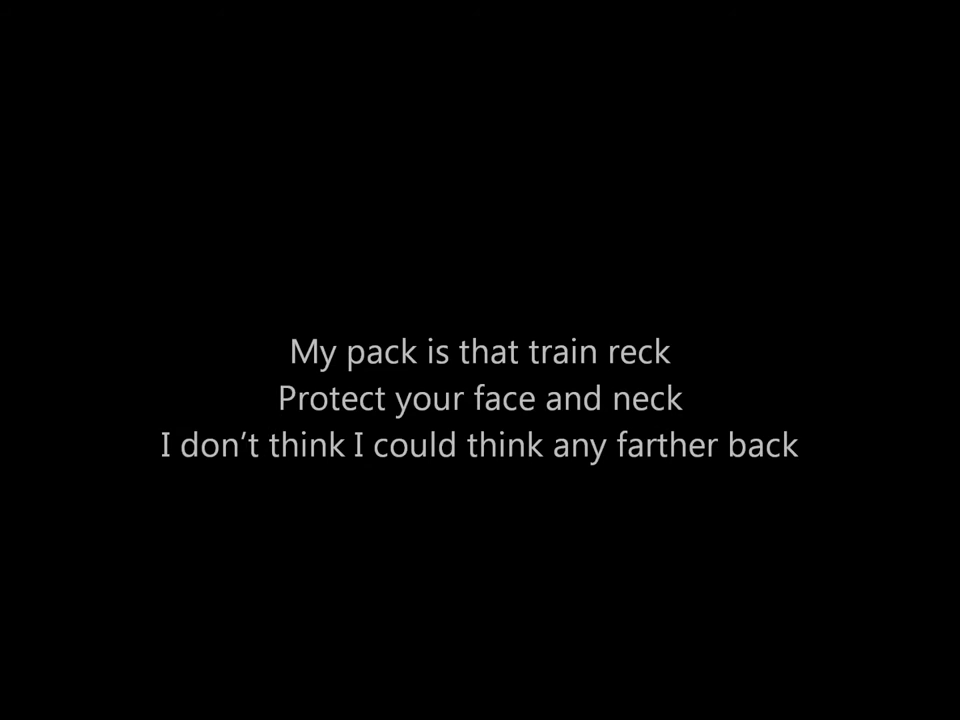 My pack is that train reck
Protect your face and neck
I don’t think I could think any farther back